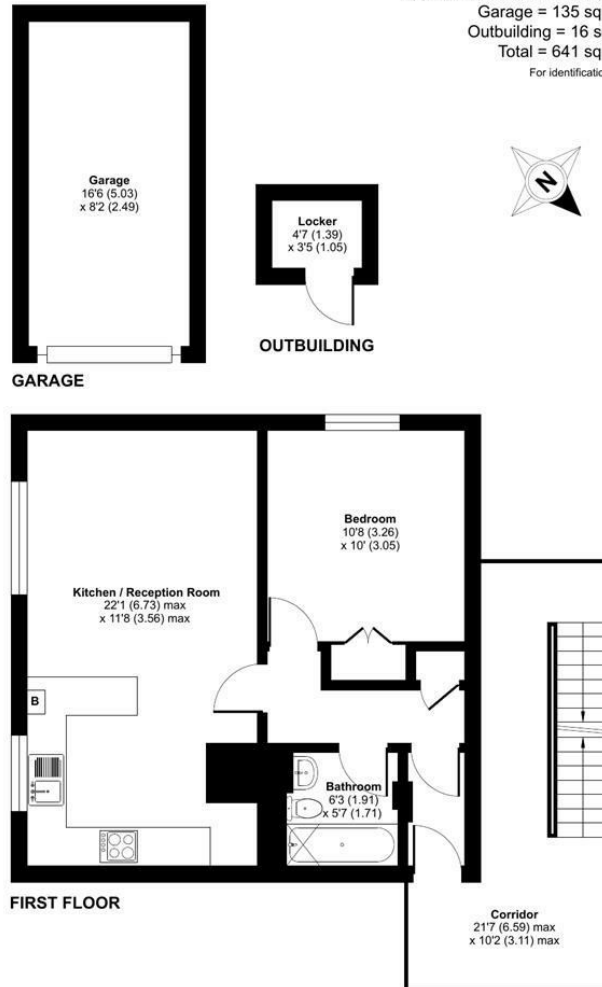 Garage = 135 sq
Outbuilding = 16 s
Total = 641 sq
For identificatio
N
Garage
16'6 (5.03)
x 8'2 (2.49)
Locker
4'7 (1.39)
x 3'5 (1.05)
OUTBUILDING
GARAGE
Bedroom
10'8 (3.26)
x 10' (3.05)
Kitchen / Reception Room
22'1 (6.73) max
x 11'8 (3.56) max
B
Bathroom
6'3 (1.91)
x 5'7 (1.71)
FIRST FLOOR
Corridor
21'7 (6.59) max
x 10'2 (3.11) max